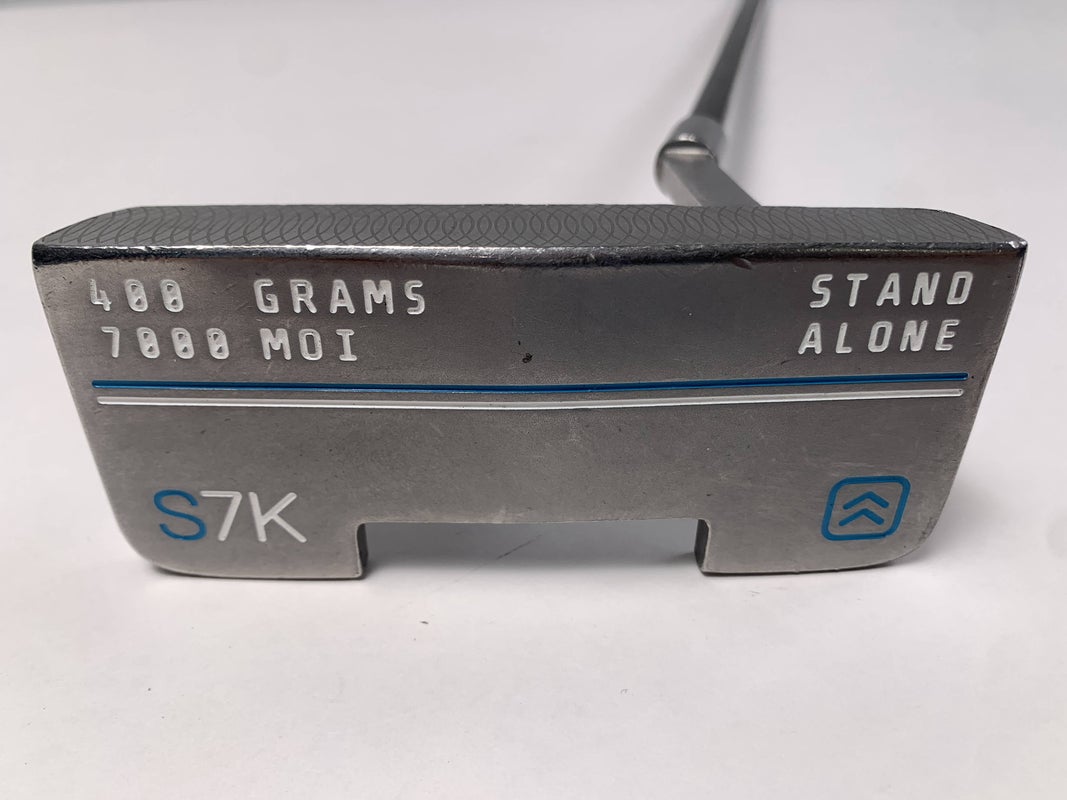 400 GRAMS
7000 MOI
STAND
ALONE
S7K